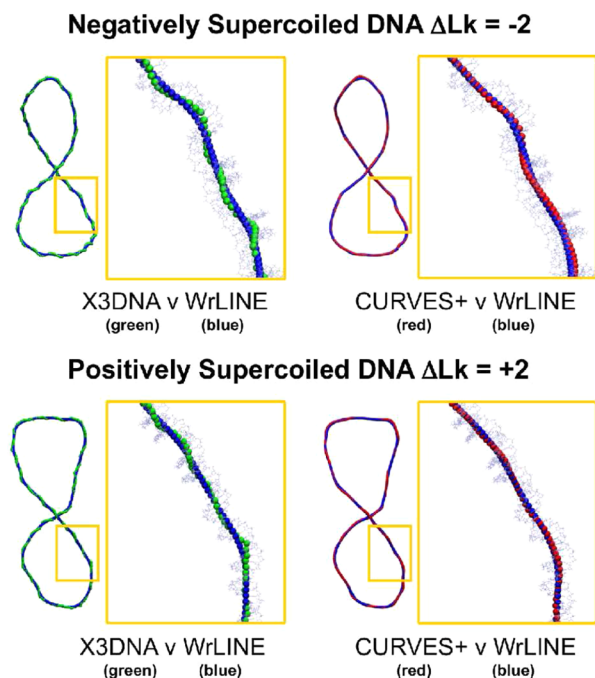 Negatively Supercoiled DNA ΔLk = -2
X3DNA v WrLINE
(green) (blue)
CURVES+ v WrLINE
(red) (blue)
Positively Supercoiled DNA ΔLk = +2
X3DNA v WrLINE
(green) (blue)
CURVES+ v WrLINE
(red) (blue)